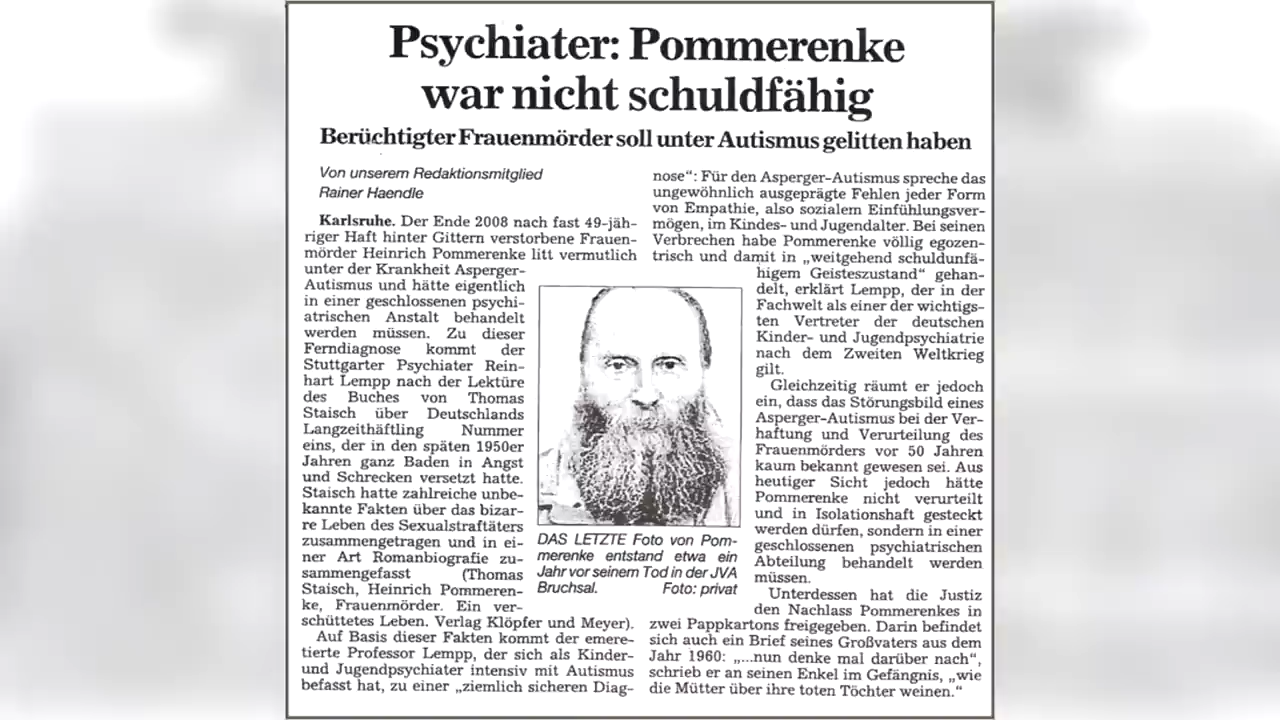 Psychiater: Pommerenke
war nicht schuldfähig
Berüchtigter Frauenmörder soll unter Autismus gelitten haben
Von unserem Redaktionsmitglied
Rainer Haendle
Karlsruhe. Der Ende 2008 nach fast 49-jäh-
riger Haft hinter Gittern verstorbene Frauen-
mörder Heinrich Pommerenke litt vermutlich
unter der Krankheit Asperger-
Autismus und hätte eigentlich
in einer geschlossenen psychi-
atrischen Anstalt behandelt
werden müssen. Zu dieser
Ferndiagnose kommt der
Stuttgarter Psychiater Rein-
hart Lempp nach der Lektüre
des Buches von Thomas
Staisch über Deutschlands
Langzeithäftling Nummer
eins, der in den späten 1950er
Jahren ganz Baden in Angst
und Schrecken versetzt hatte.
Staisch hatte zahlreiche unbe-
kannte Fakten über das bizar-
re Leben des Sexualstraftäters
zusammengetragen und in ei-
ner Art Romanbiografie zu-
sammengefasst (Thomas
Staisch, Heinrich Pommeren-
ke, Frauenmörder. Ein ver-
schüttetes Leben. Verlag Klöpfer und Meyer).
Auf Basis dieser Fakten kommt der emere-
tierte Professor Lempp, der sich als Kinder-
und Jugendpsychiater intensiv mit Autismus
befasst hat, zu einer „ziemlich sicheren Diag-
DAS LETZTE Foto von Pom-
merenke entstand etwa ein
Jahr vor seinem Tod in der JVA
Bruchsal. Foto: privat
nose“: Für den Asperger-Autismus spreche das
ungewöhnlich ausgeprägte Fehlen jeder Form
von Empathie, also sozialem Einfühlungsver-
mögen, im Kindes- und Jugendalter. Bei seinen
Verbrechen habe Pommerenke völlig egozen-
trisch und damit in „weitgehend schuldunfä-
higem Geisteszustand“ gehan-
delt, erklärt Lempp, der in der
Fachwelt als einer der wichtigs-
ten Vertreter der deutschen
Kinder- und Jugendpsychiatrie
nach dem Zweiten Weltkrieg
gilt.
Gleichzeitig räumt er jedoch
ein, dass das Störungsbild eines
Asperger-Autismus bei der Ver-
haftung und Verurteilung des
Frauenmörders vor 50 Jahren
kaum bekannt gewesen sei. Aus
heutiger Sicht jedoch hätte
Pommerenke nicht verurteilt
und in Isolationshaft gesteckt
werden dürfen, sondern in einer
geschlossenen psychiatrischen
Abteilung behandelt werden
müssen.
Unterdessen hat die Justiz
den Nachlass Pommerenkes in
zwei Pappkartons freigegeben. Darin befindet
sich auch ein Brief seines Großvaters aus dem
Jahr 1960: „...nun denke mal darüber nach“,
schrieb er an seinen Enkel im Gefängnis, „wie
die Mütter über ihre toten Töchter weinen.“